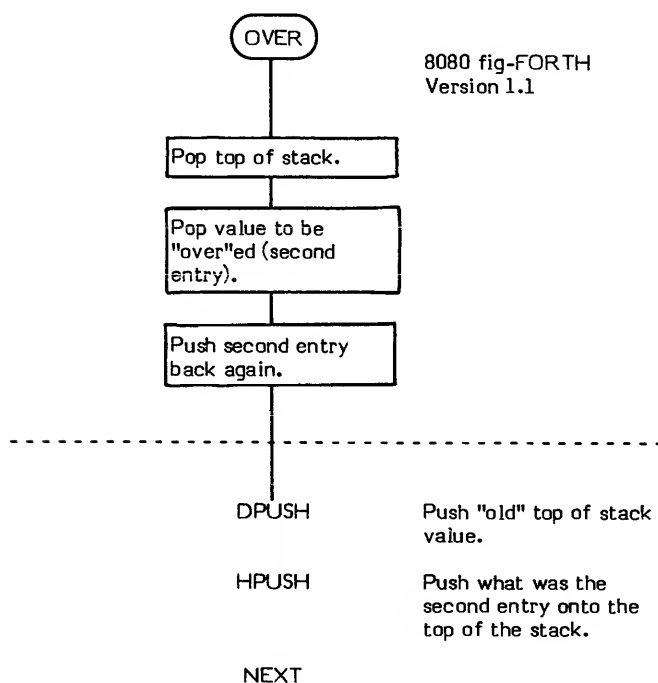 OVER
8080 fig-FORTH
Version 1.1
Pop top of stack.
Pop value to be
"over"ed (second
entry).
Push second entry
back again.
DPUSH
Push "old" top of stack
value.
HPUSH
Push what was the
second entry onto the
top of the stack.
NEXT